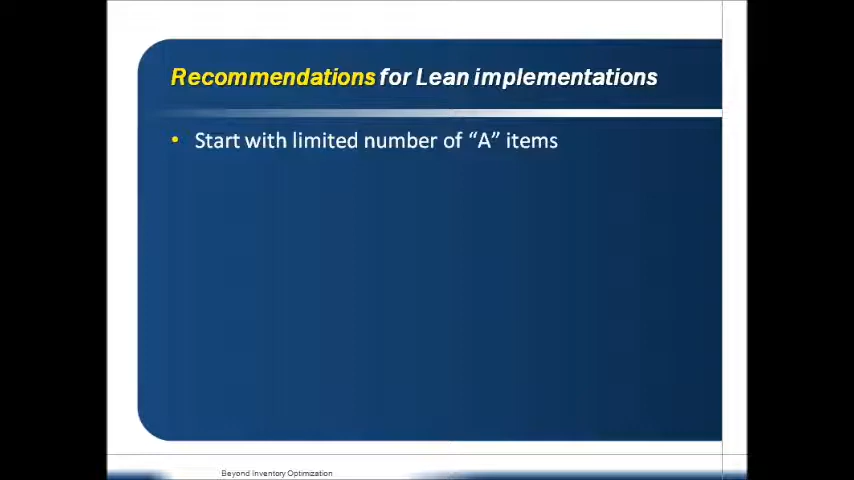 Recommendations for Lean implementations
• Start with limited number of “A” items
Beyond Inventory Optimization